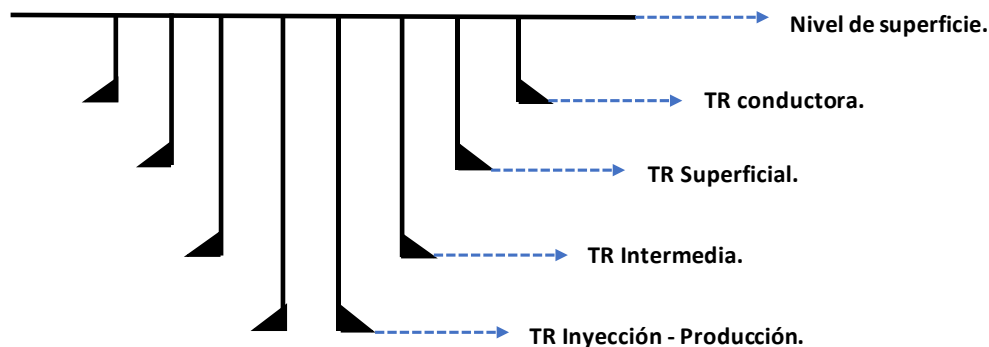 Nivel de superficie.
TR conductora.
TR Superficial.
TR Intermedia.
TR Inyección - Producción.